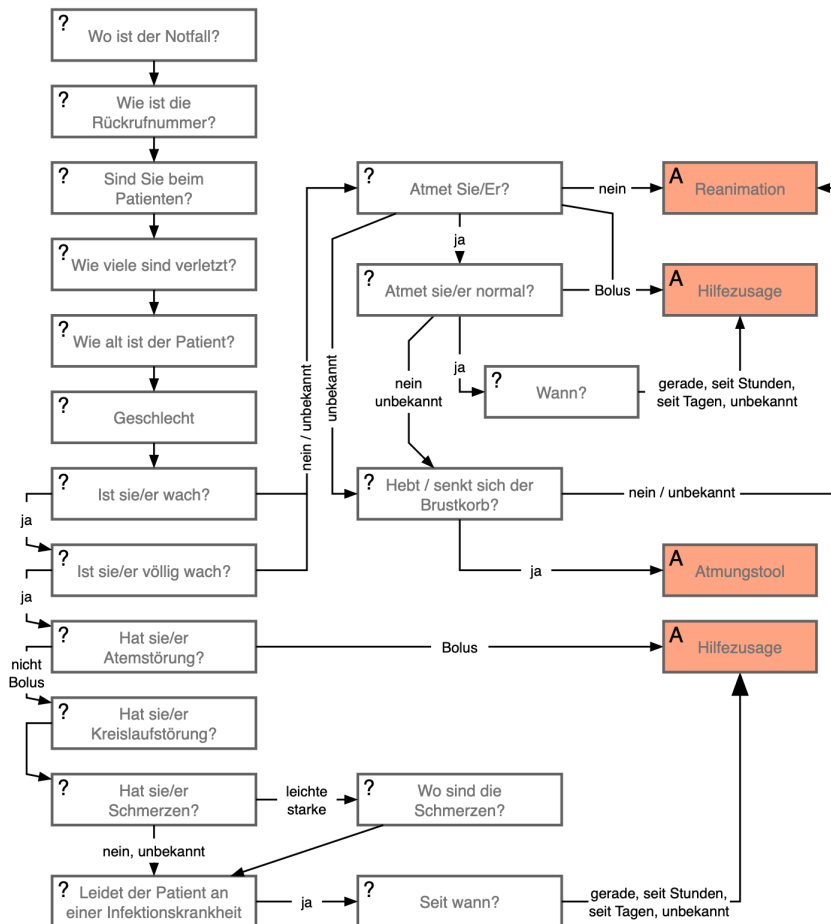 ?
Wo ist der Notfall?
?
Wie ist die
Rückrufnummer?
?
Sind Sie beim
Patienten?
?
Wie viele sind verletzt?
?
Wie alt ist der Patient?
?
Geschlecht
?
Ist sie/er wach?
ja
?
Ist sie/er völlig wach?
ja
?
Hat sie/er
Atemstörung?
nicht
Bolus
?
Hat sie/er
Kreislaufstörung?
?
Hat sie/er
Schmerzen?
leichte
starke
?
Wo sind die
Schmerzen?
nein, unbekannt
?
Leidet der Patient an
einer Infektionskrankheit
ja
?
Seit wann?
gerade, seit Stunden,
seit Tagen, unbekannt
nein / unbekannt
?
Atmet Sie/Er?
nein
A
Reanimation
ja
unbekannt
Bolus
?
Atmet sie/er normal?
A
Hilfezusage
ja
nein
unbekannt
?
Wann?
gerade, seit Stunden,
seit Tagen, unbekannt
?
Hebt / senkt sich der
Brustkorb?
nein / unbekannt
ja
A
Atmungstool
Bolus
A
Hilfezusage